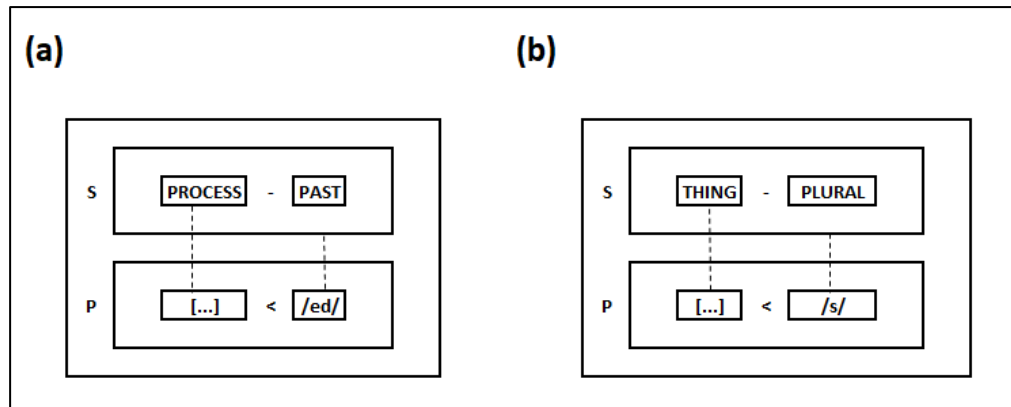 (a)
(b)
S PROCESS - PAST
P [...] < /ed/
S THING - PLURAL
P [...] < /s/